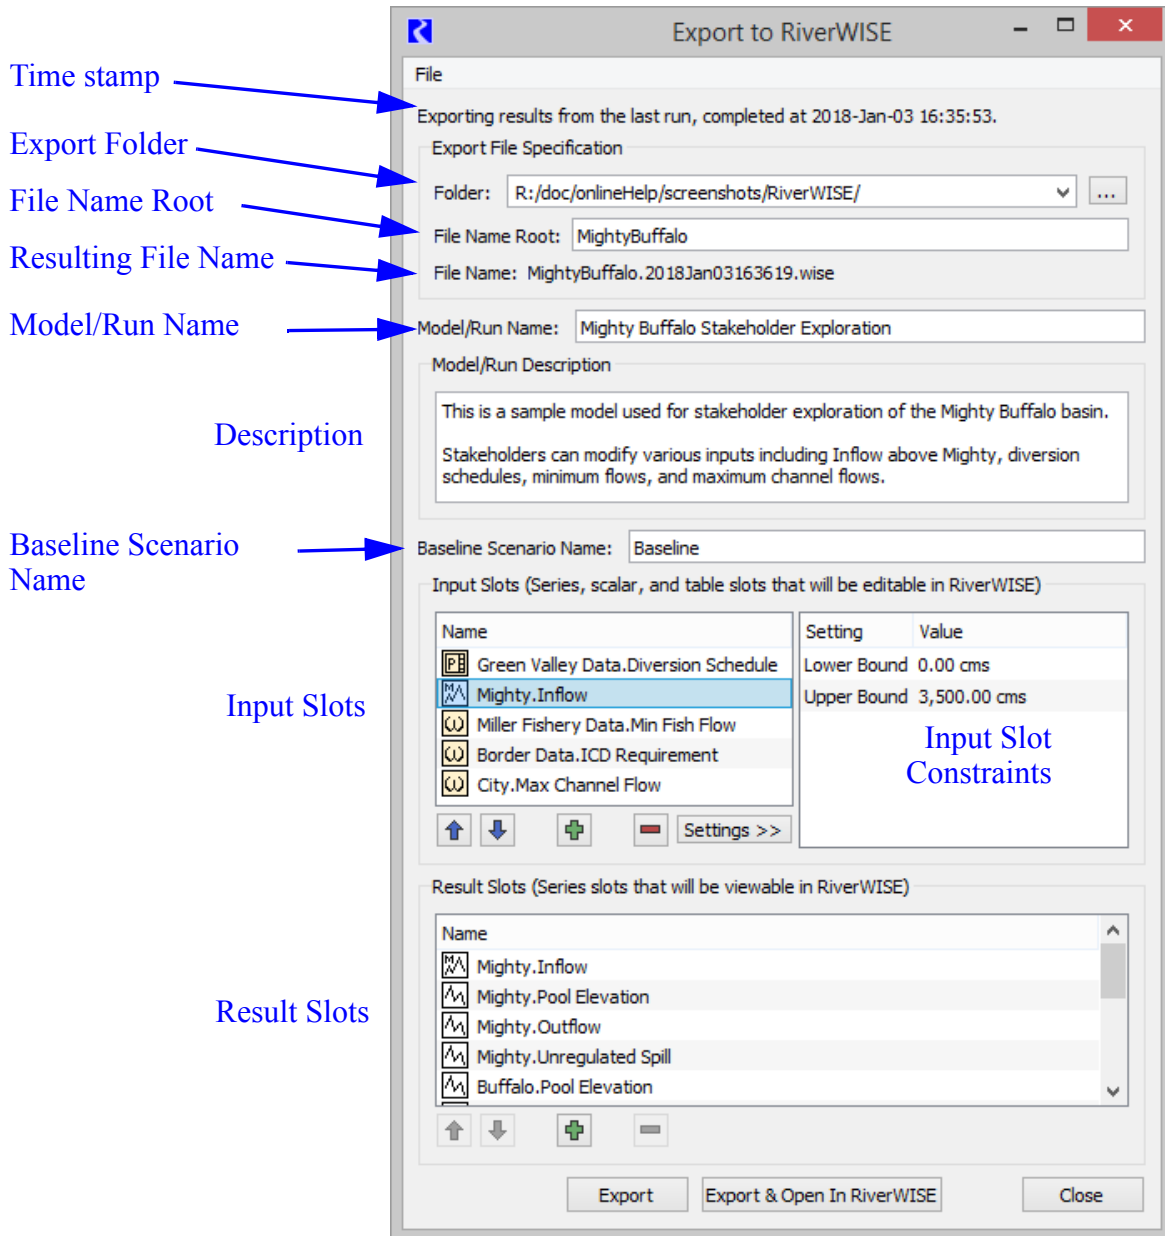 Export to RiverWISE
File
Time stamp
Exporting results from the last run, completed at 2018-Jan-03 16:35:53.
Export Folder
Export File Specification
Folder: R:/doc/onlineHelp/screenshots/RiverWISE/ ...
File Name Root
File Name Root: MightyBuffalo
Resulting File Name
File Name: MightyBuffalo.2018Jan03163619.wise
Model/Run Name
Model/Run Name: Mighty Buffalo Stakeholder Exploration
Model/Run Description
Description
This is a sample model used for stakeholder exploration of the Mighty Buffalo basin.
Stakeholders can modify various inputs including Inflow above Mighty, diversion
schedules, minimum flows, and maximum channel flows.
Baseline Scenario
Name
Baseline Scenario Name: Baseline
Input Slots (Series, scalar, and table slots that will be editable in RiverWISE)
Input Slots
Name
Green Valley Data.Diversion Schedule
Mighty.Inflow
Miller Fishery Data.Min Fish Flow
Border Data.ICD Requirement
City.Max Channel Flow
Settings >>
Setting Value
Lower Bound 0.00 cms
Upper Bound 3,500.00 cms
Input Slot
Constraints
Result Slots (Series slots that will be viewable in RiverWISE)
Result Slots
Name
Mighty.Inflow
Mighty.Pool Elevation
Mighty.Outflow
Mighty.Unregulated Spill
Buffalo.Pool Elevation
Export Export & Open In RiverWISE Close